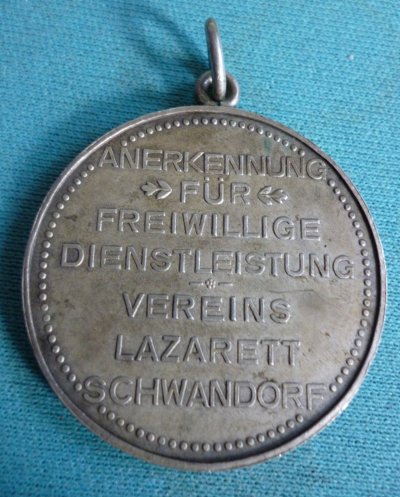 ANERKENNUNG
FÜR
FREIWILLIGE
DIENSTLEISTUNG
VEREINS
LAZARETT
SCHWANDORF